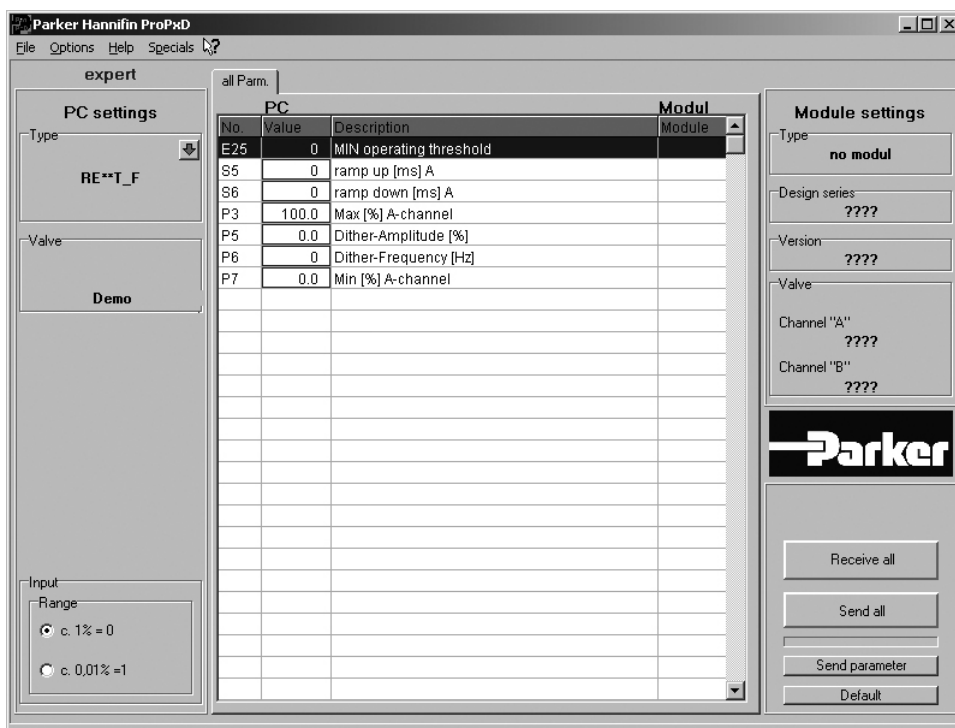 Parker Hannifin ProPxD
File Options Help Specials ?
expert
PC settings
Type
RE**T_F
Valve
Demo
Input
Range
c. 1% = 0
c. 0,01% =1
all Parm.
PC Modul
No. Value Description Module
E25 0 MIN operating threshold
S5 0 ramp up [ms] A
S6 0 ramp down [ms] A
P3 100.0 Max [%] A-channel
P5 0.0 Dither-Amplitude [%]
P6 0 Dither-Frequency [Hz]
P7 0.0 Min [%] A-channel
Module settings
Type
no modul
Design series
????
Version
????
Valve
Channel "A"
????
Channel "B"
????
Parker
Receive all
Send all
Send parameter
Default